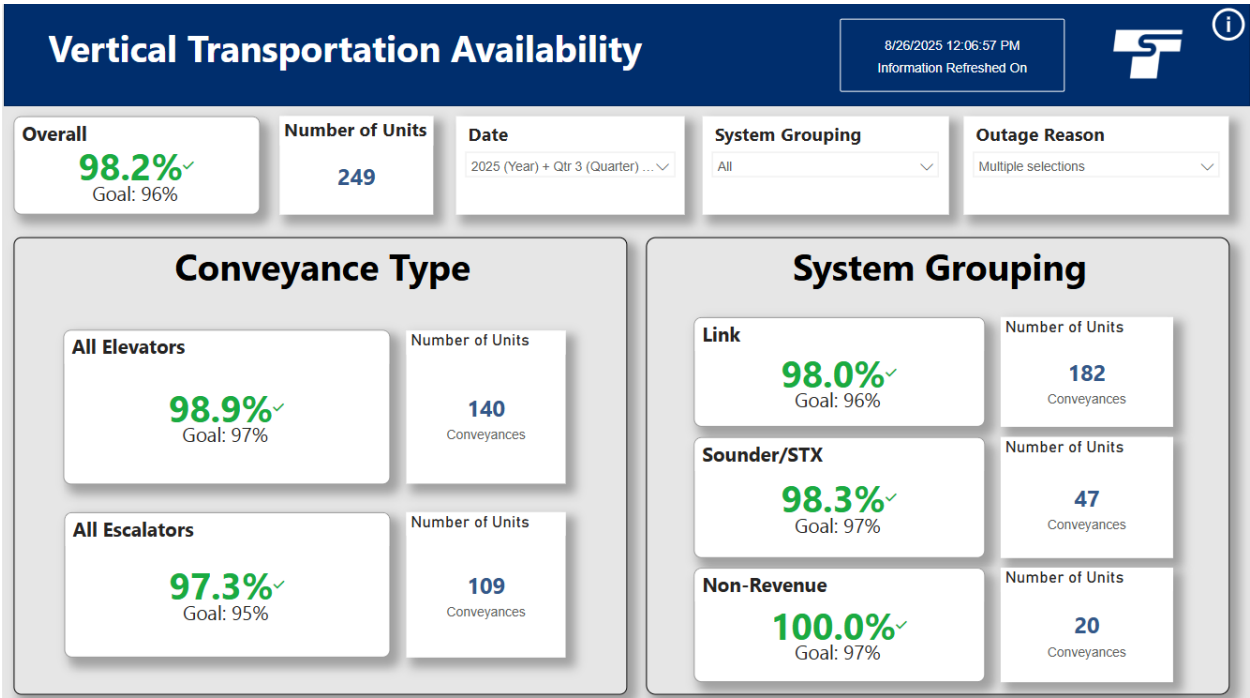 Vertical Transportation Availability
8/26/2025 12:06:57 PM
Information Refreshed On
i
ST
Overall
98.2%
Goal: 96%
Number of Units
249
Date
2025 (Year) + Qtr 3 (Quarter) ...
System Grouping
All
Outage Reason
Multiple selections
Conveyance Type
All Elevators
98.9%
Goal: 97%
Number of Units
140
Conveyances
All Escalators
97.3%
Goal: 95%
Number of Units
109
Conveyances
System Grouping
Link
98.0%
Goal: 96%
Number of Units
182
Conveyances
Sounder/STX
98.3%
Goal: 97%
Number of Units
47
Conveyances
Non-Revenue
100.0%
Goal: 97%
Number of Units
20
Conveyances